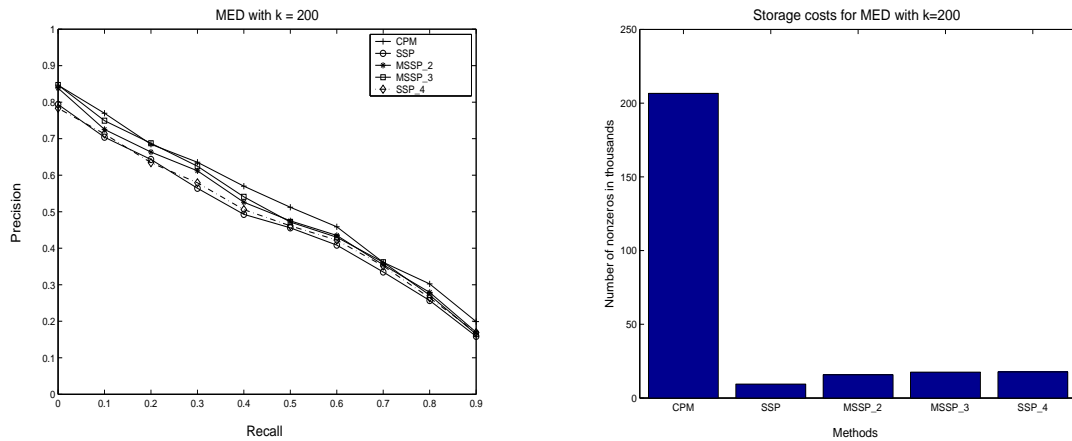 MED with k = 200
1
0.9
0.8
0.7
0.6
0.5
0.4
0.3
0.2
0.1
0
Precision
CPM
SSP
MSSP_2
MSSP_3
SSP_4
0 0.1 0.2 0.3 0.4 0.5 0.6 0.7 0.8 0.9
Recall
Storage costs for MED with k=200
250
200
150
100
50
0
Number of nonzeros in thousands
CPM SSP MSSP_2 MSSP_3 SSP_4
Methods